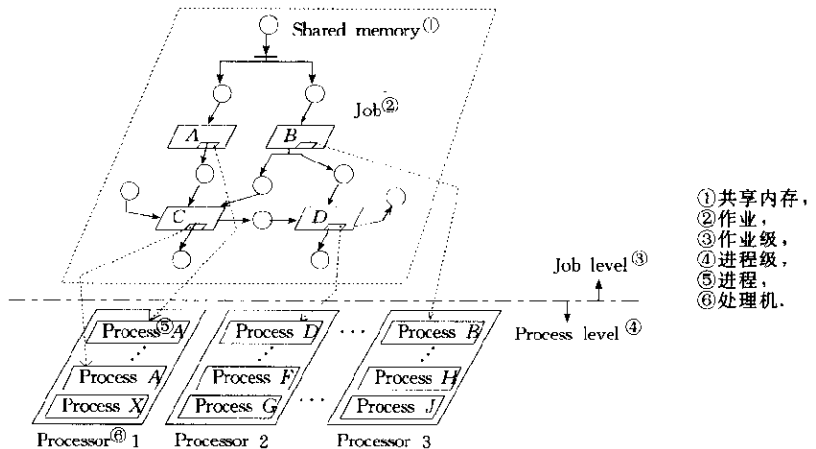 Shared memory①
Job②
A
B
C
D
①共享内存,
②作业,
③作业级,
④进程级,
⑤进程,
⑥处理机.
Job level③
Process level④
⑤
Process A
Process D
Process B
Process A
Process F
Process H
Process X
Process G
Process J
Processor⑥ 1
Processor 2
Processor 3